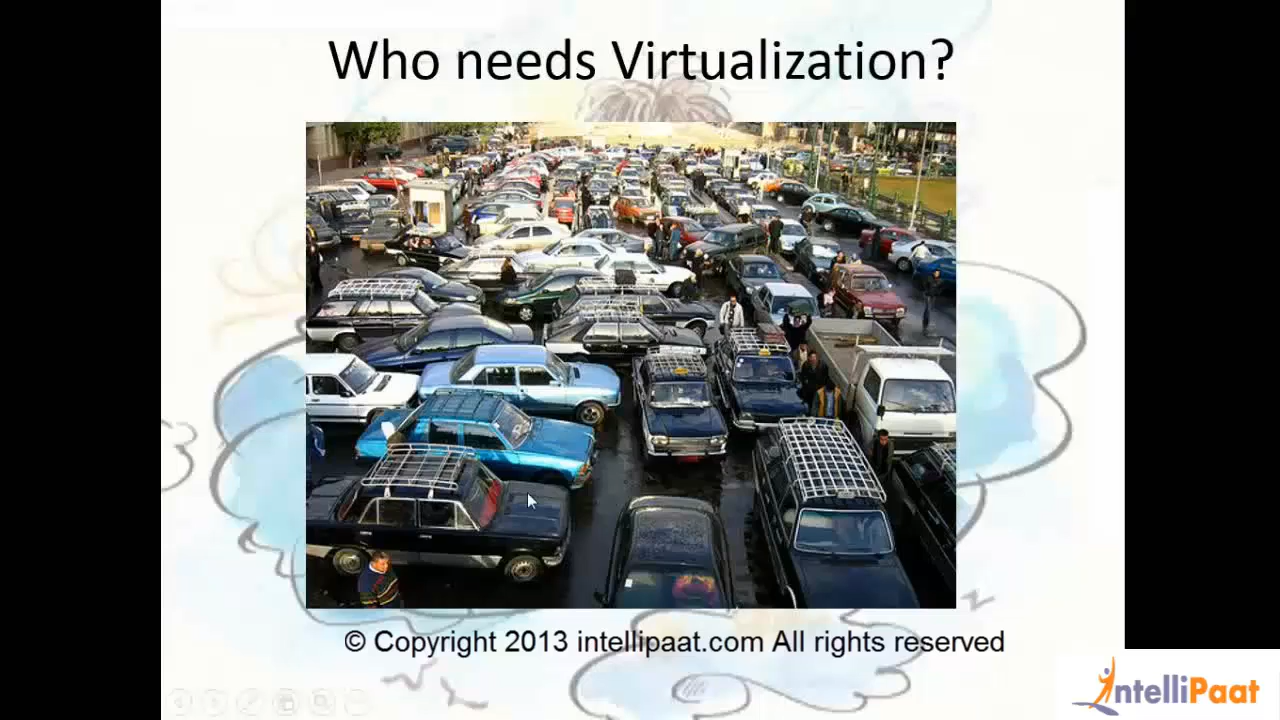 Who needs Virtualization?
© Copyright 2013 intellipaat.com All rights reserved
IntelliPaat